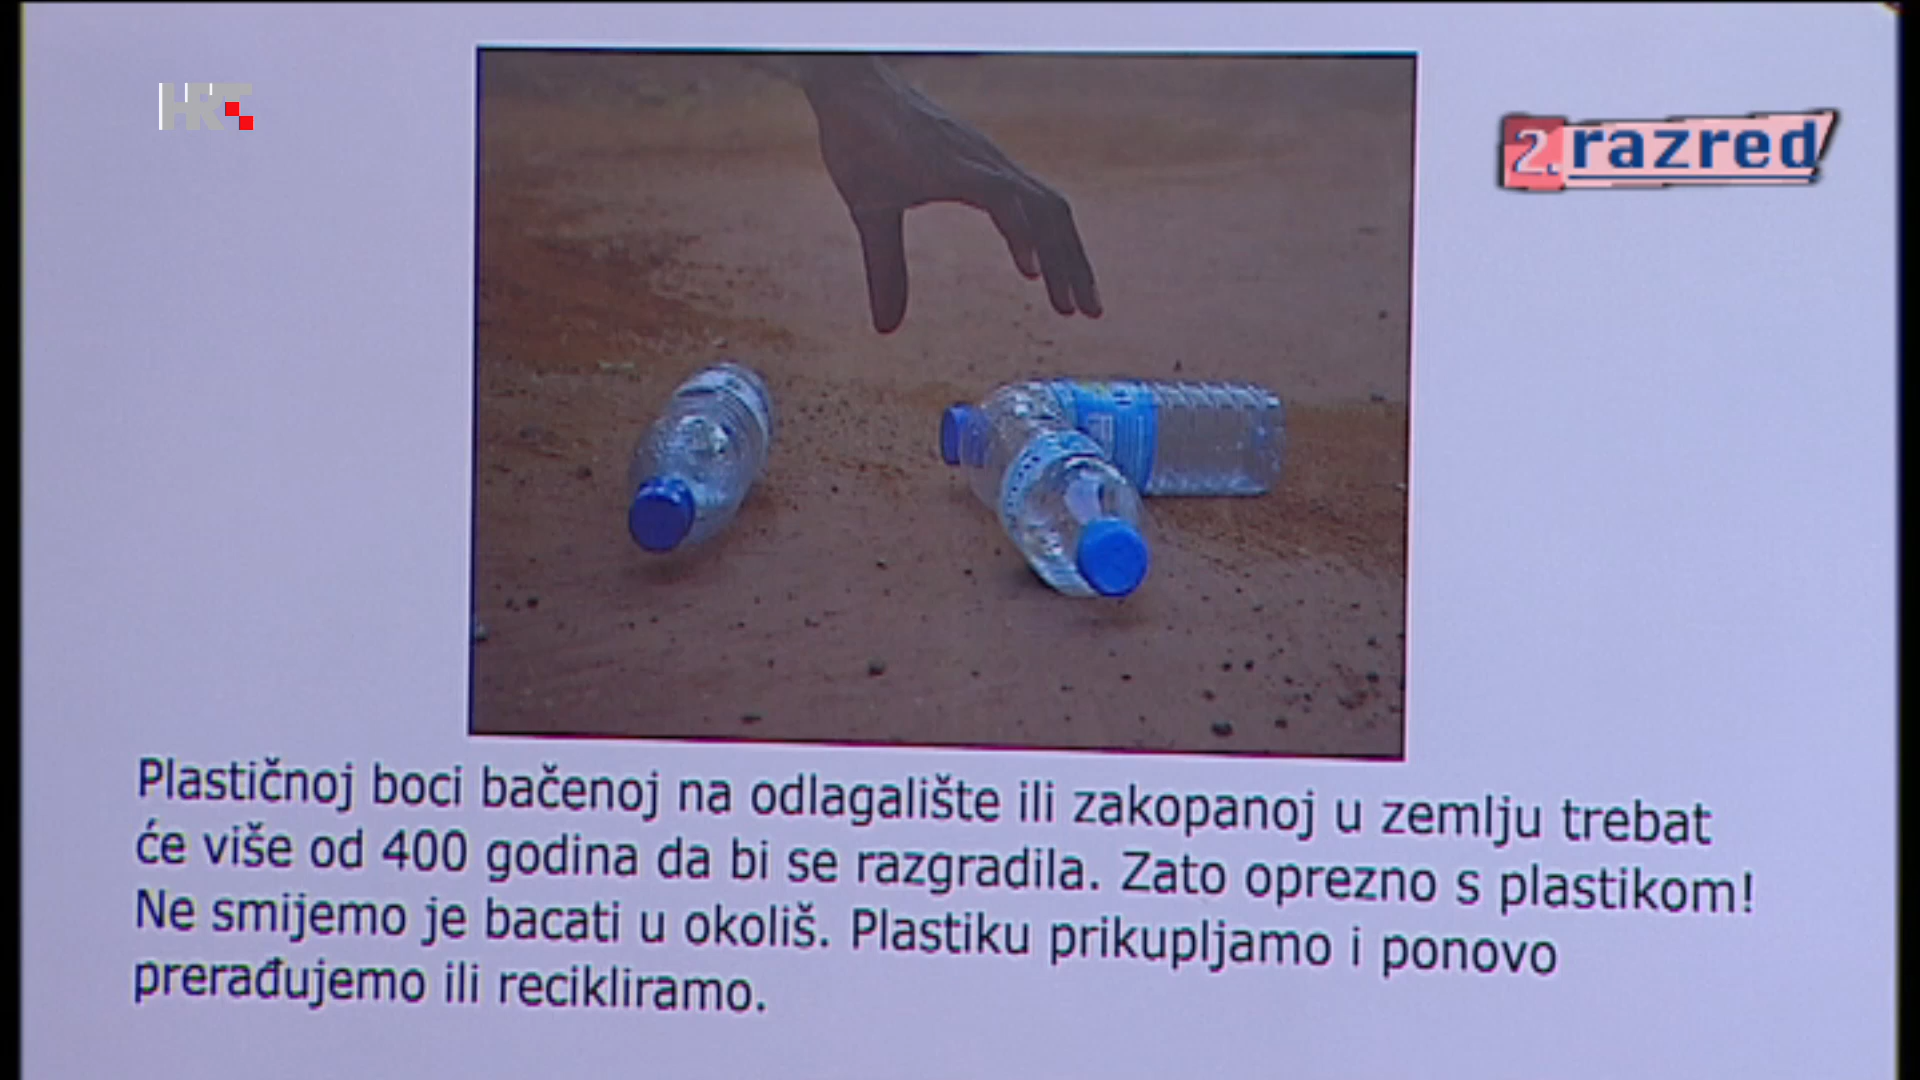 HRT
2. razred
Plastičnoj boci bačenoj na odlagalište ili zakopanoj u zemlju trebat
će više od 400 godina da bi se razgradila. Zato oprezno s plastikom!
Ne smijemo je bacati u okoliš. Plastiku prikupljamo i ponovo
prerađujemo ili recikliramo.